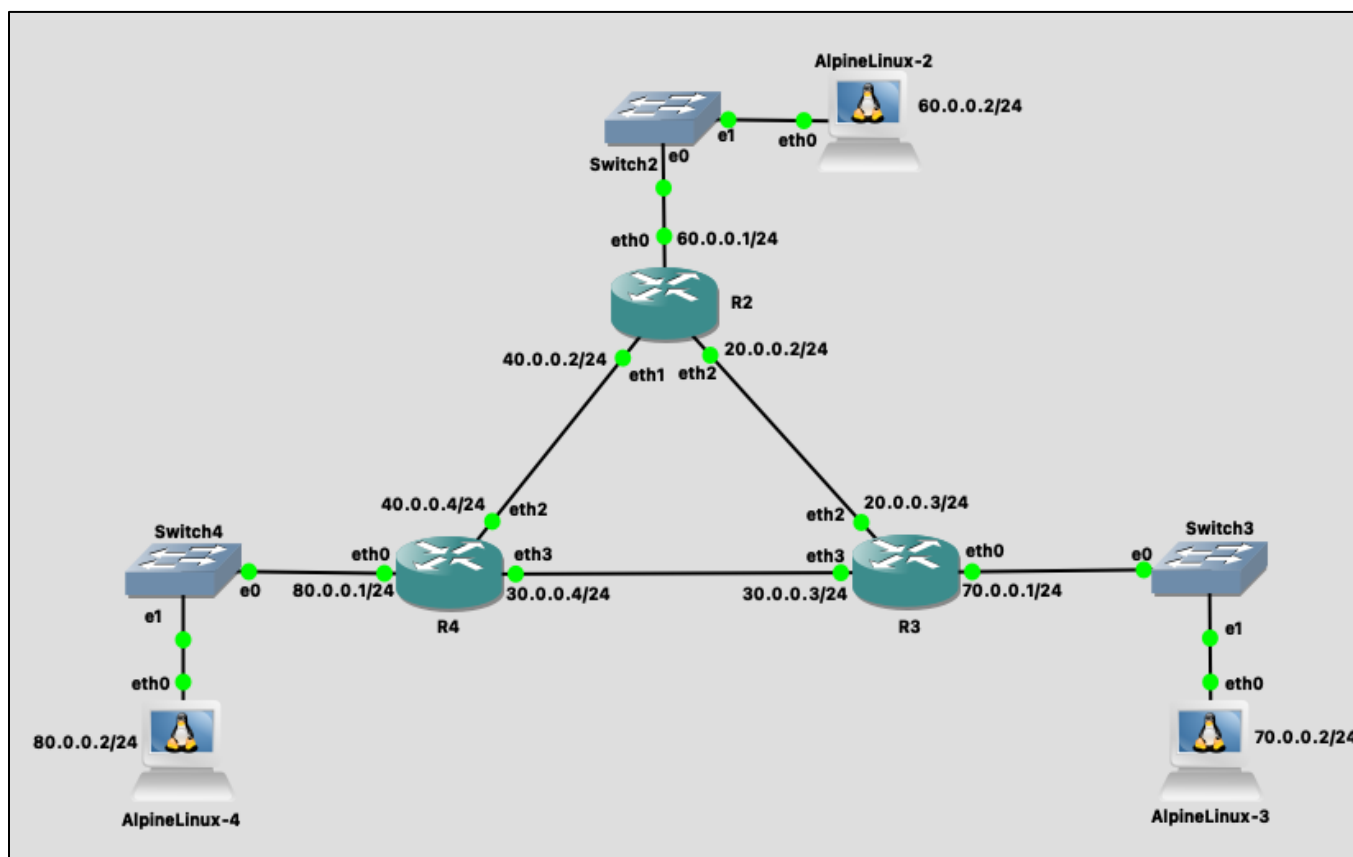 AlpineLinux-2
60.0.0.2/24
e1
eth0
e0
Switch2
eth0
60.0.0.1/24
R2
40.0.0.2/24
20.0.0.2/24
eth1
eth2
40.0.0.4/24
eth2
20.0.0.3/24
eth2
Switch4
Switch3
eth0
eth3
eth3
eth0
e0
e0
80.0.0.1/24
30.0.0.4/24
30.0.0.3/24
70.0.0.1/24
e1
R4
R3
e1
eth0
eth0
80.0.0.2/24
70.0.0.2/24
AlpineLinux-4
AlpineLinux-3